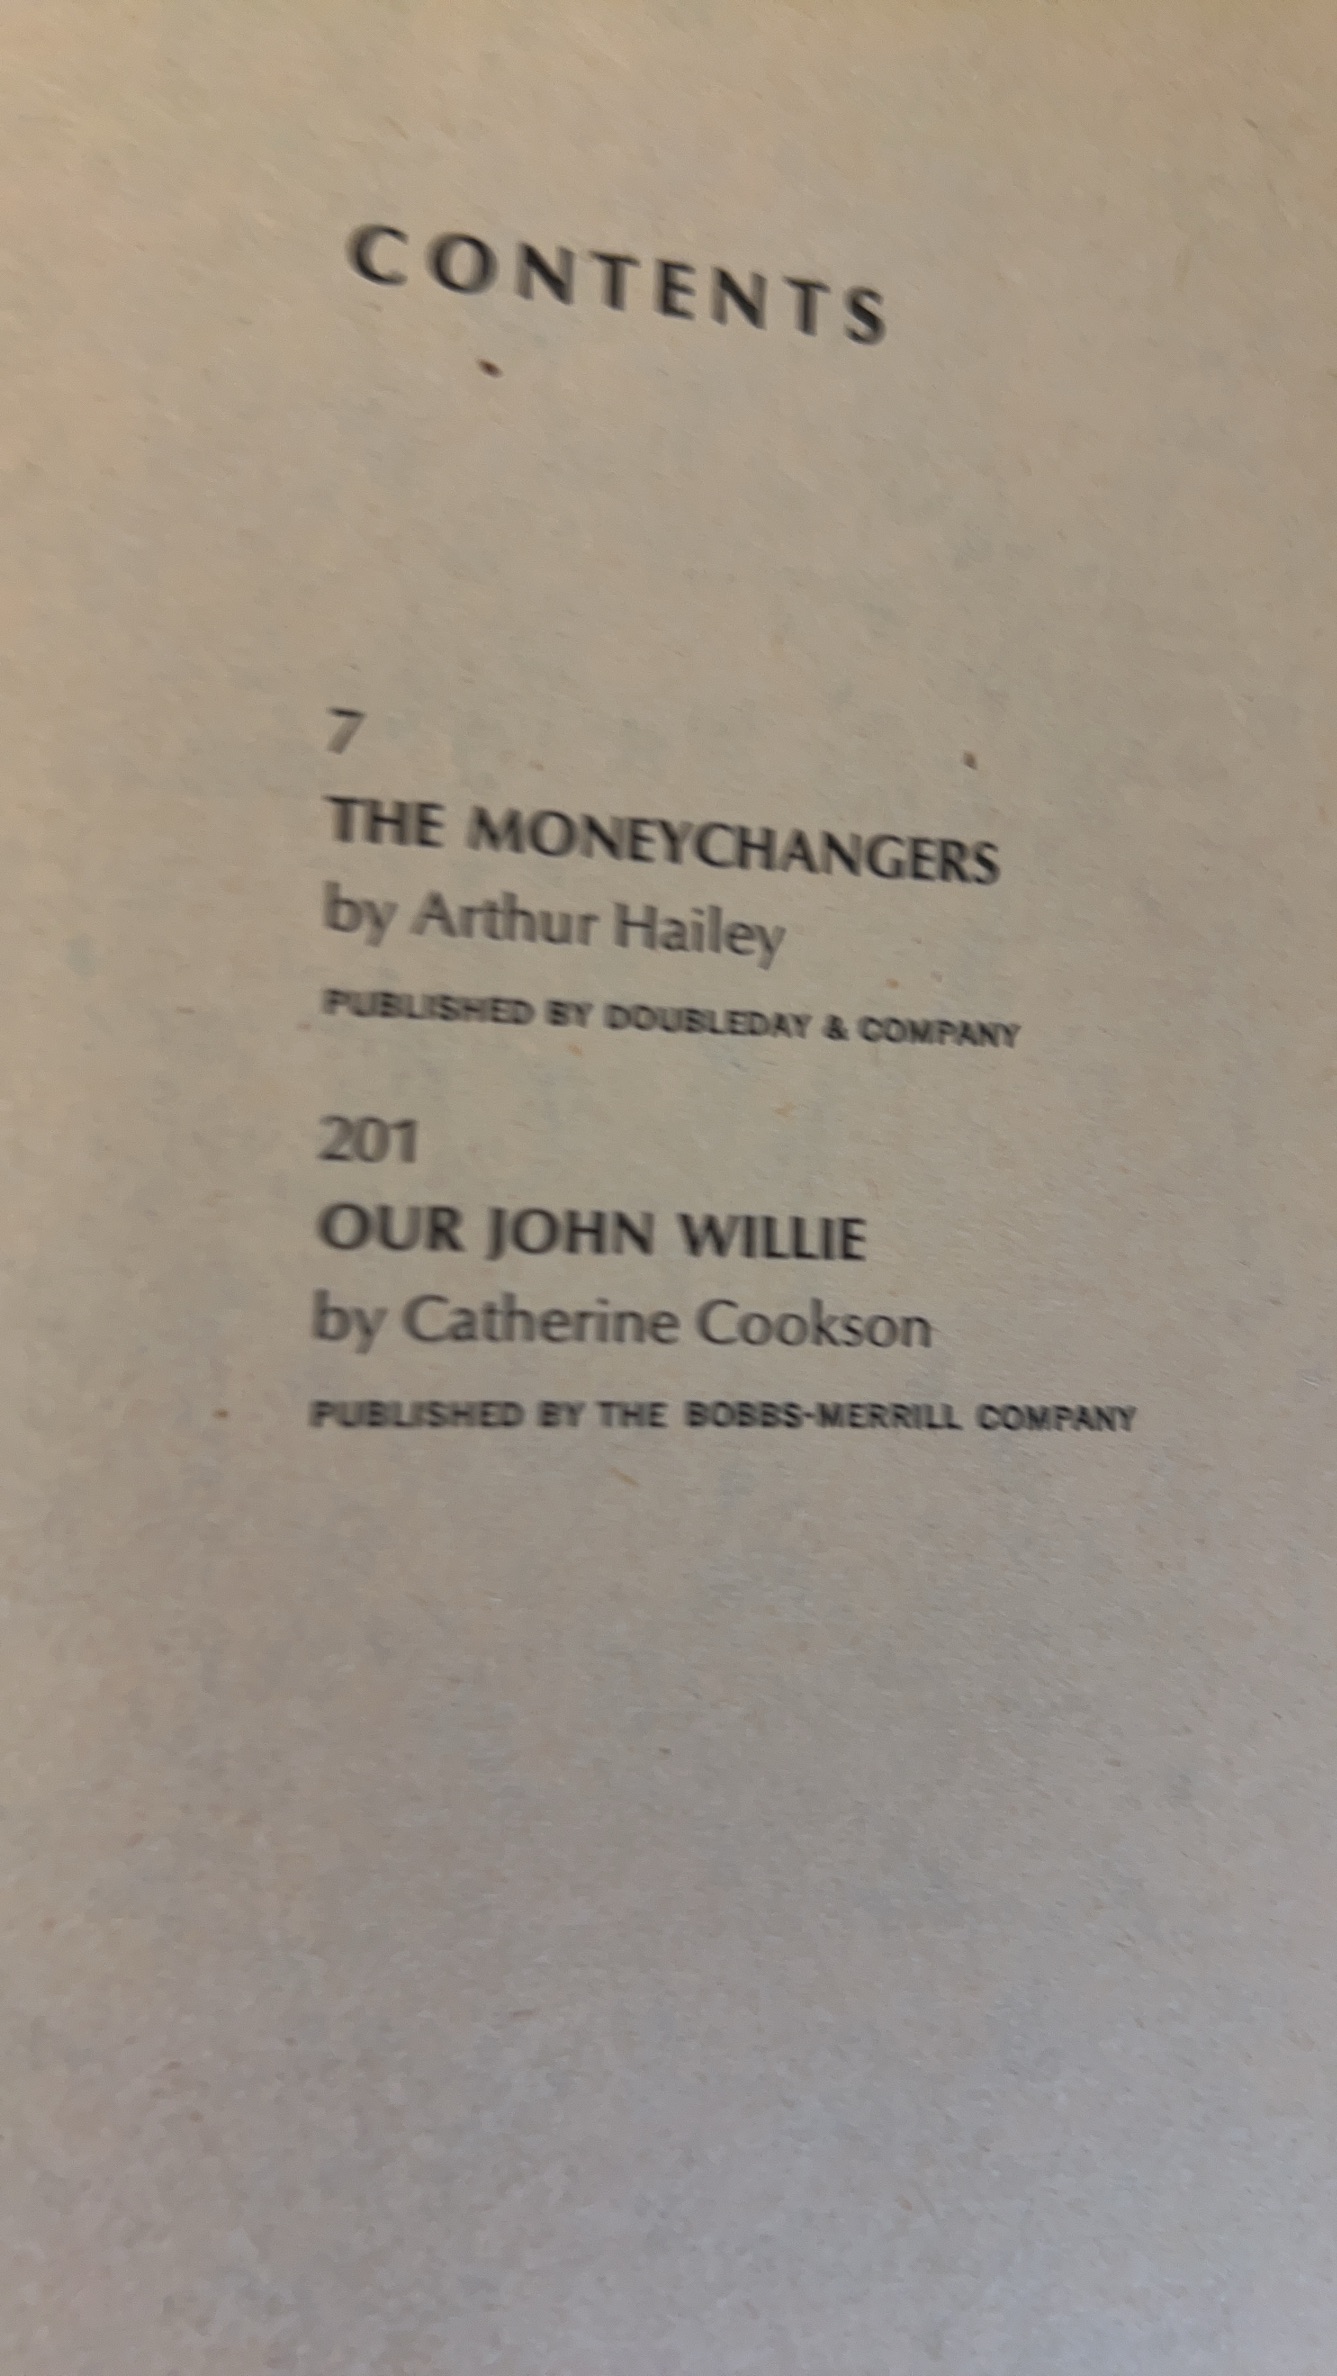 CONTENTS
7
THE MONEYCHANGERS
by Arthur Hailey
PUBLISHED BY DOUBLEDAY & COMPANY
201
OUR JOHN WILLIE
by Catherine Cookson
PUBLISHED BY THE BOBBS-MERRILL COMPANY